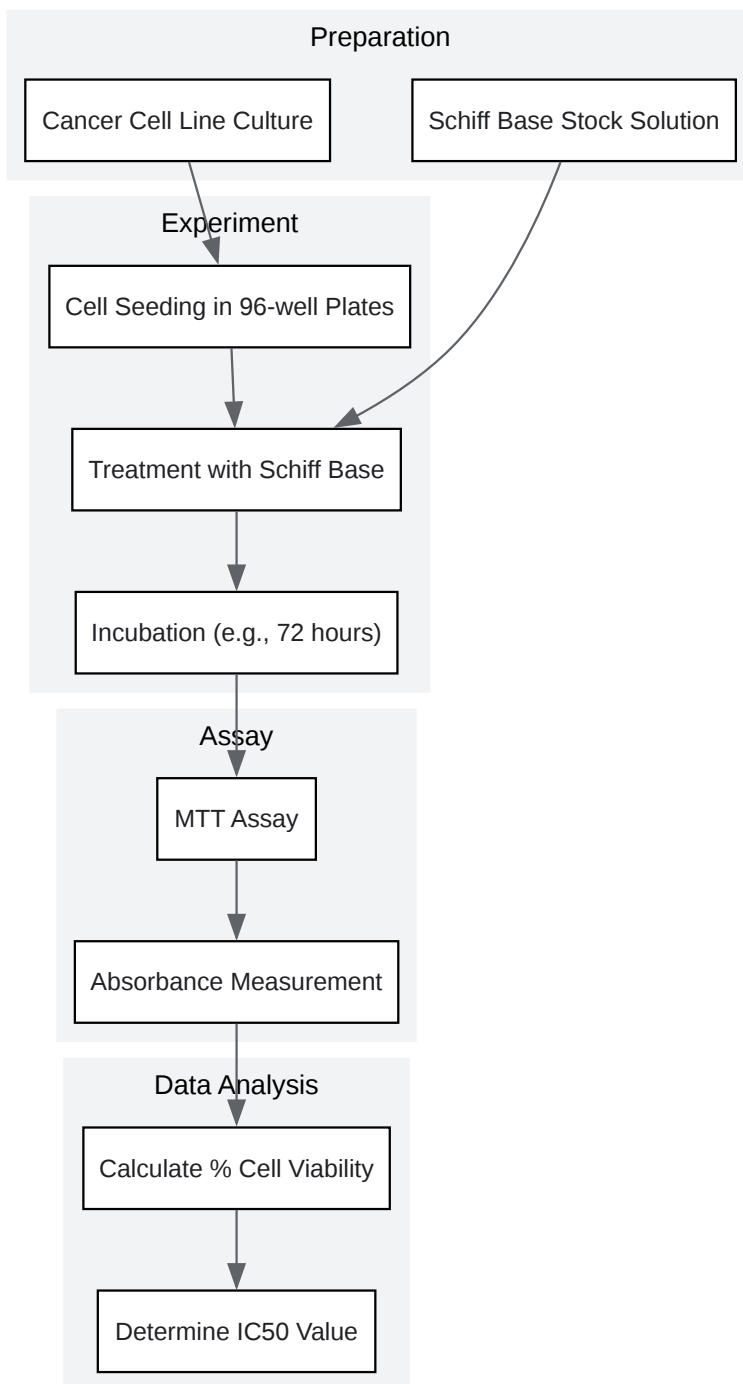 Preparation
Cancer Cell Line Culture
Schiff Base Stock Solution
Experiment
Cell Seeding in 96-well Plates
Treatment with Schiff Base
Incubation (e.g., 72 hours)
Assay
MTT Assay
Absorbance Measurement
Data Analysis
Calculate % Cell Viability
Determine IC50 Value